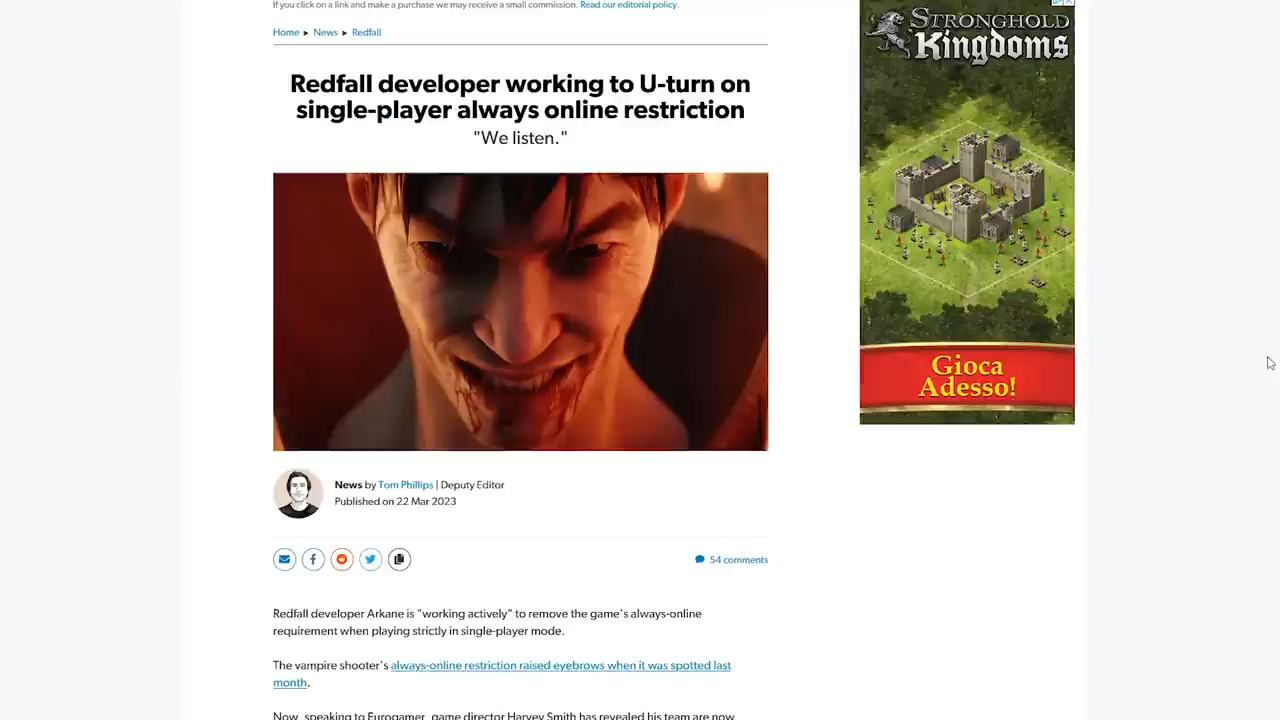 If you click on a link and make a purchase we may receive a small commission. Read our editorial policy.
Home ▸ News ▸ Redfall
Redfall developer working to U-turn on
single-player always online restriction
"We listen."
News by Tom Phillips | Deputy Editor
Published on 22 Mar 2023
54 comments
Redfall developer Arkane is "working actively" to remove the game's always-online
requirement when playing strictly in single-player mode.
The vampire shooter's always-online restriction raised eyebrows when it was spotted last
month.
Now, speaking to Eurogamer, game director Harvey Smith has revealed his team are now
STRONGHOLD
Kingdoms
Gioca
Adesso!